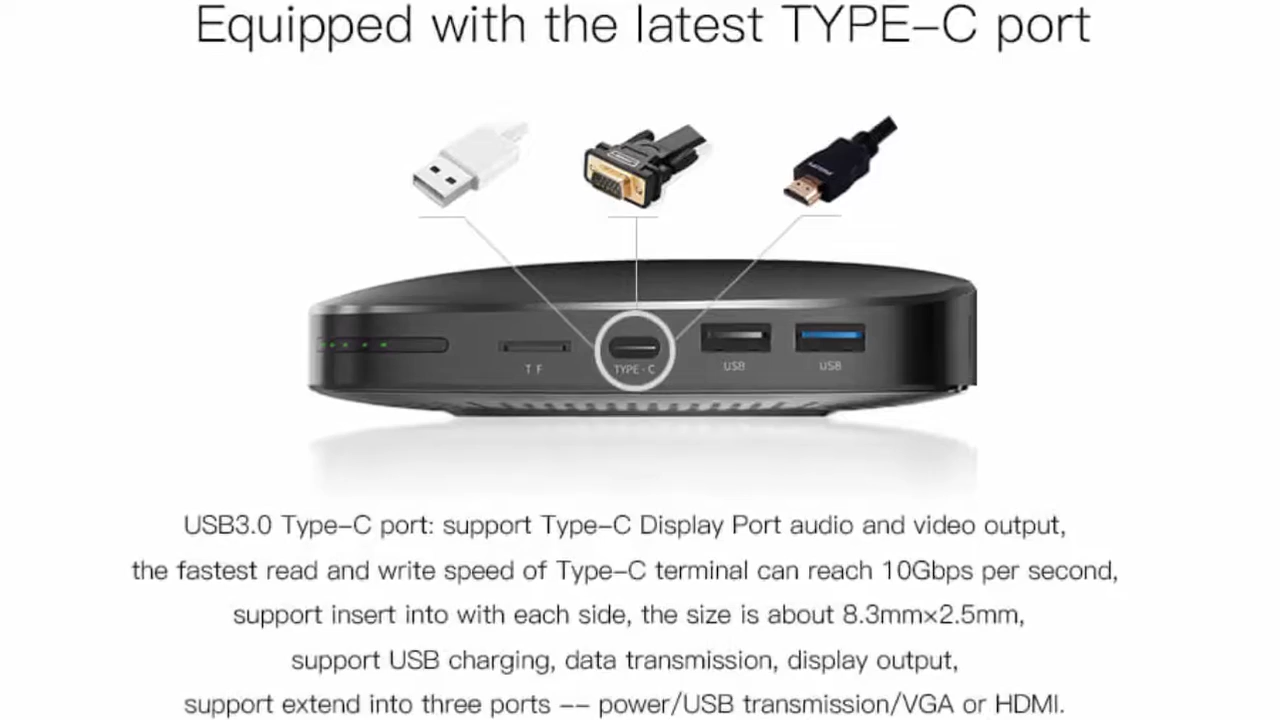 Equipped with the latest TYPE-C port
T F
TYPE-C
USB
USB
USB3.0 Type-C port: support Type-C Display Port audio and video output,
the fastest read and write speed of Type-C terminal can reach 10Gbps per second,
support insert into with each side, the size is about 8.3mm×2.5mm,
support USB charging, data transmission, display output,
support extend into three ports -- power/USB transmission/VGA or HDMI.